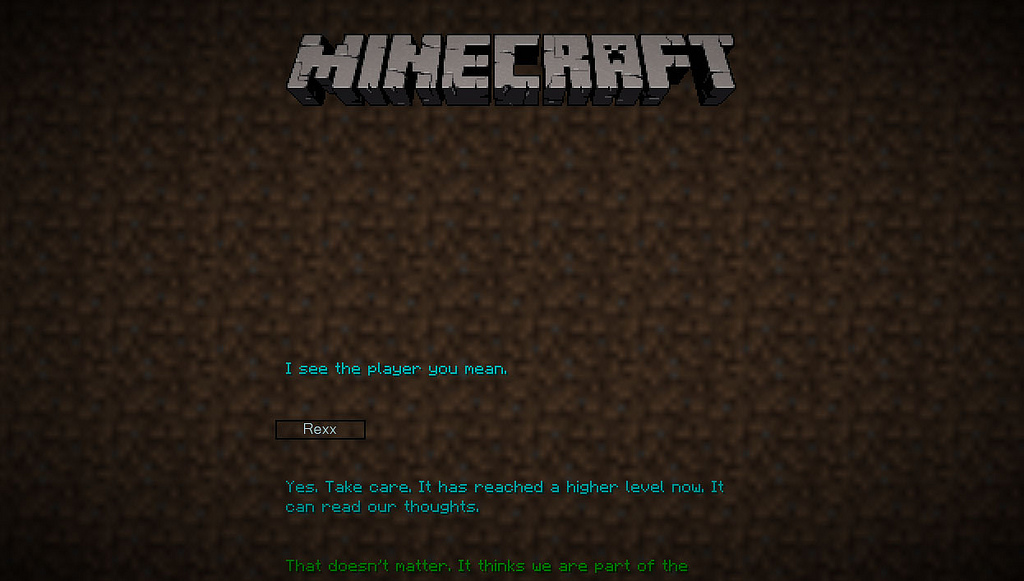 MINECRAFT
I see the player you mean.
Rexx
Yes. Take care. It has reached a higher level now. It
can read our thoughts.
That doesn't matter. It thinks we are part of the